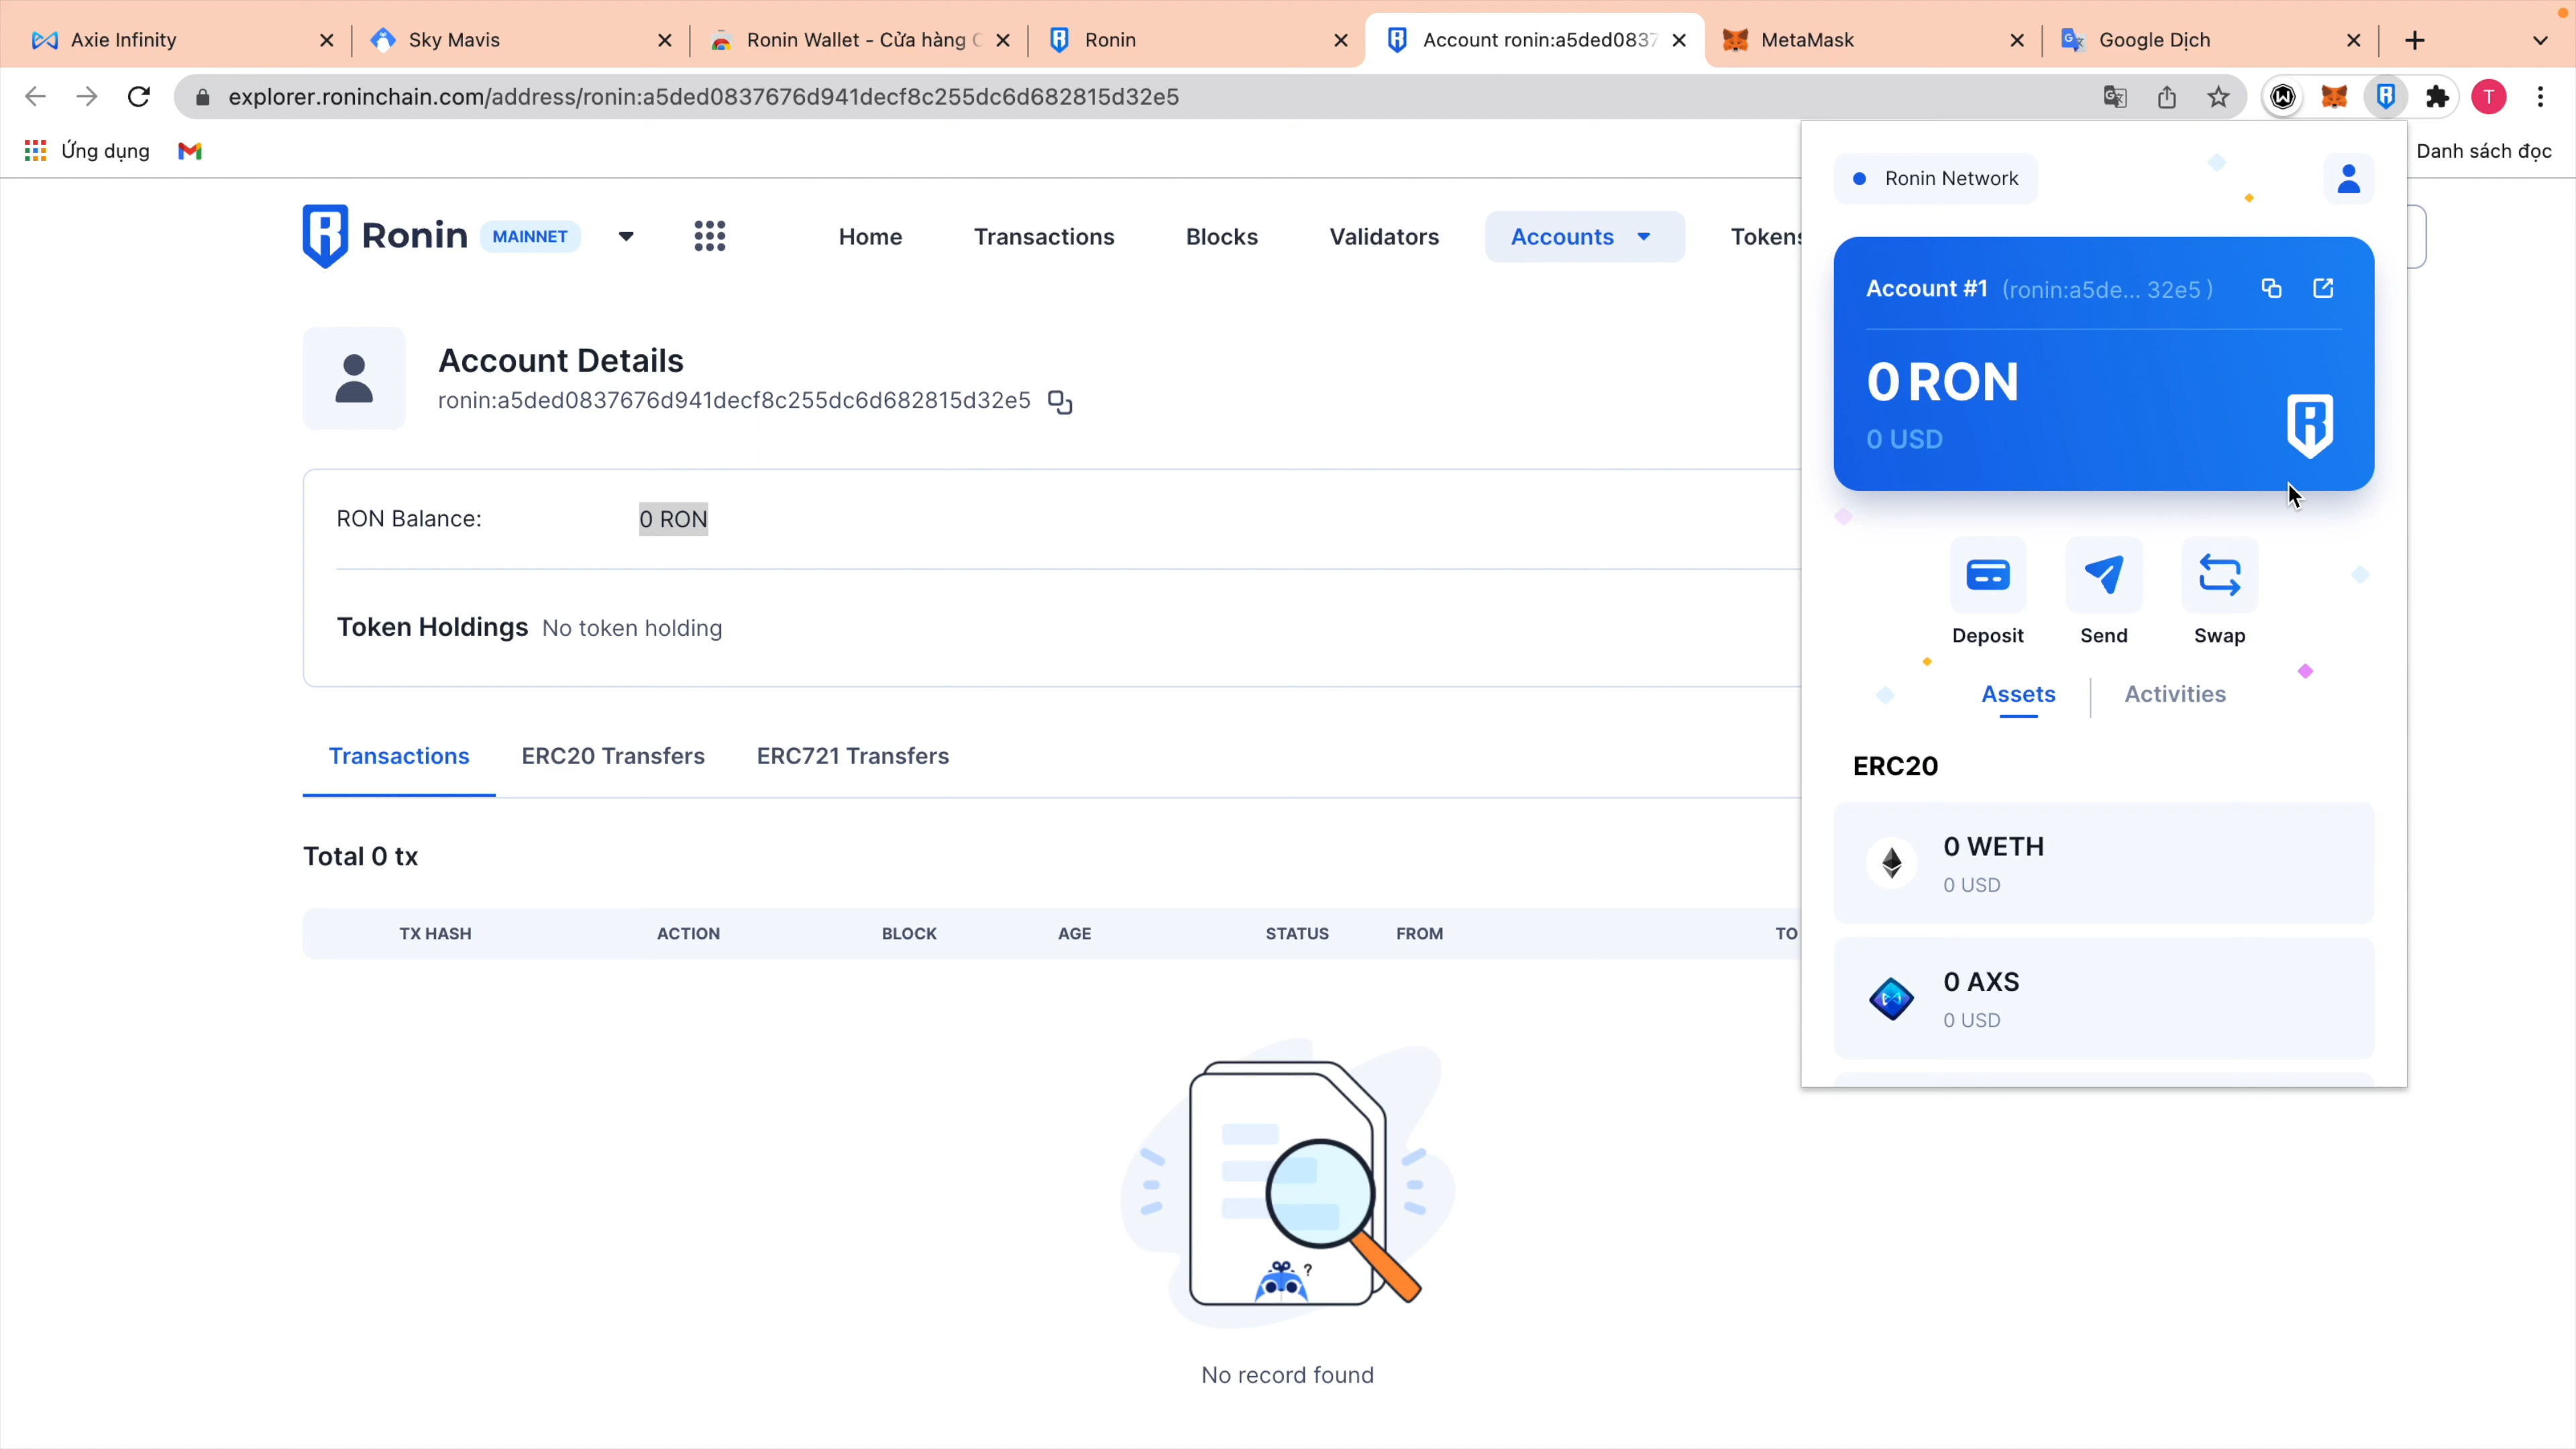 Axie Infinity
Sky Mavis
Ronin Wallet - Cửa hàng
Ronin
Account ronin:a5ded0837
MetaMask
Google Dịch
explorer.roninchain.com/address/ronin:a5ded0837676d941decf8c255dc6d682815d32e5
T
Ứng dụng
Danh sách đọc
Ronin MAINNET
Home
Transactions
Blocks
Validators
Accounts
Tokens
Account Details
ronin:a5ded0837676d941decf8c255dc6d682815d32e5
RON Balance:
0 RON
Token Holdings No token holding
Transactions
ERC20 Transfers
ERC721 Transfers
Total 0 tx
TX HASH
ACTION
BLOCK
AGE
STATUS
FROM
TO
?
No record found
Ronin Network
Account #1 (ronin:a5de... 32e5 )
0 RON
0 USD
Deposit
Send
Swap
Assets
Activities
ERC20
0 WETH
0 USD
0 AXS
0 USD